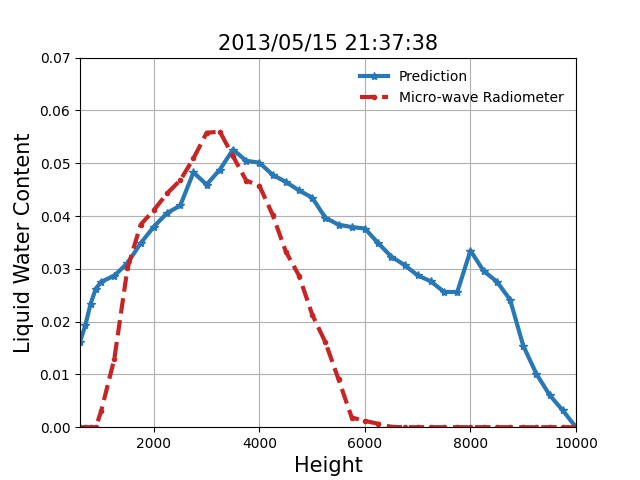 2013/05/15 21:37:38
0.07
0.06
0.05
0.04
0.03
0.02
0.01
0.00
Liquid Water Content
Prediction
Micro-wave Radiometer
2000 4000 6000 8000 10000
Height